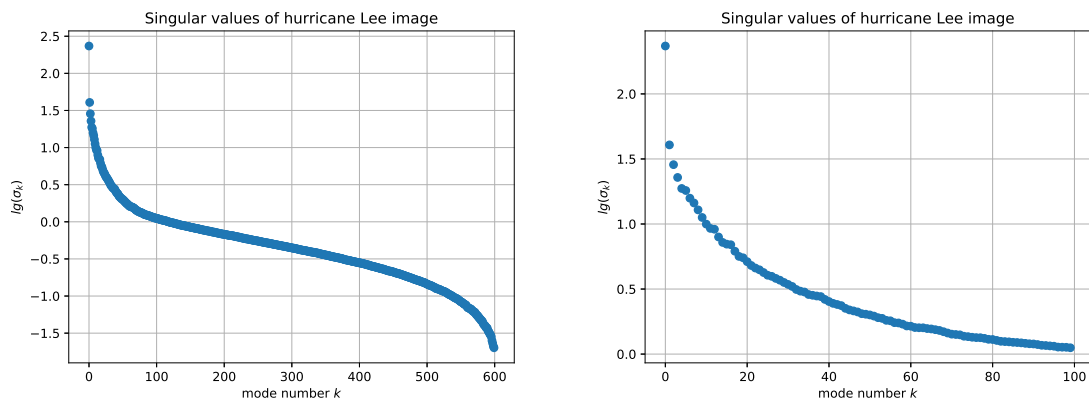 Singular values of hurricane Lee image
2.5
2.0
1.5
1.0
0.5
0.0
−0.5
−1.0
−1.5
lg(σk)
0 100 200 300 400 500 600
mode number k
Singular values of hurricane Lee image
2.0
1.5
1.0
0.5
0.0
lg(σk)
0 20 40 60 80 100
mode number k